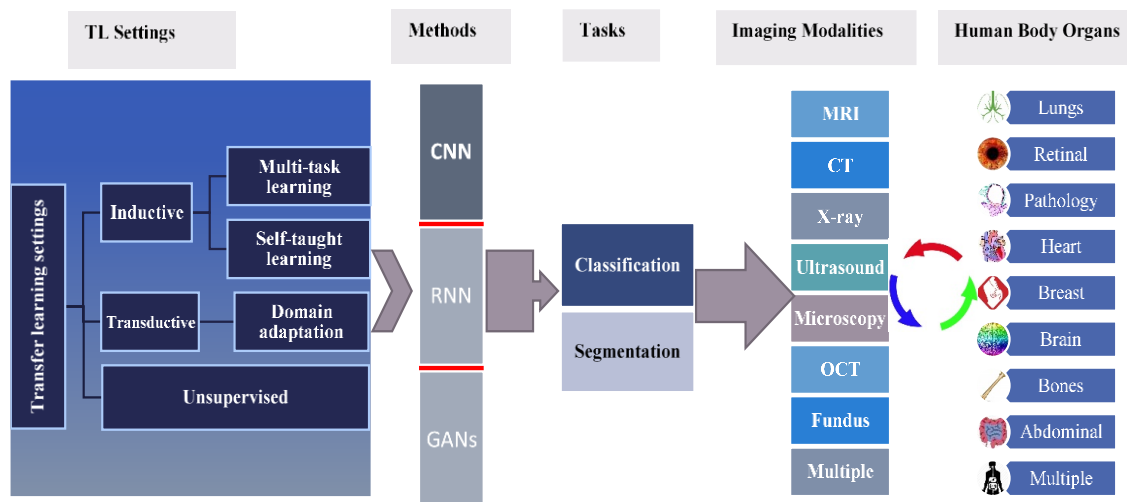 TL Settings
Methods
Tasks
Imaging Modalities
Human Body Organs
Transfer learning settings
Inductive
Multi-task
learning
Self-taught
learning
Transductive
Domain
adaptation
Unsupervised
CNN
RNN
GANs
Classification
Segmentation
MRI
CT
X-ray
Ultrasound
Microscopy
OCT
Fundus
Multiple
Lungs
Retinal
Pathology
Heart
Breast
Brain
Bones
Abdominal
Multiple